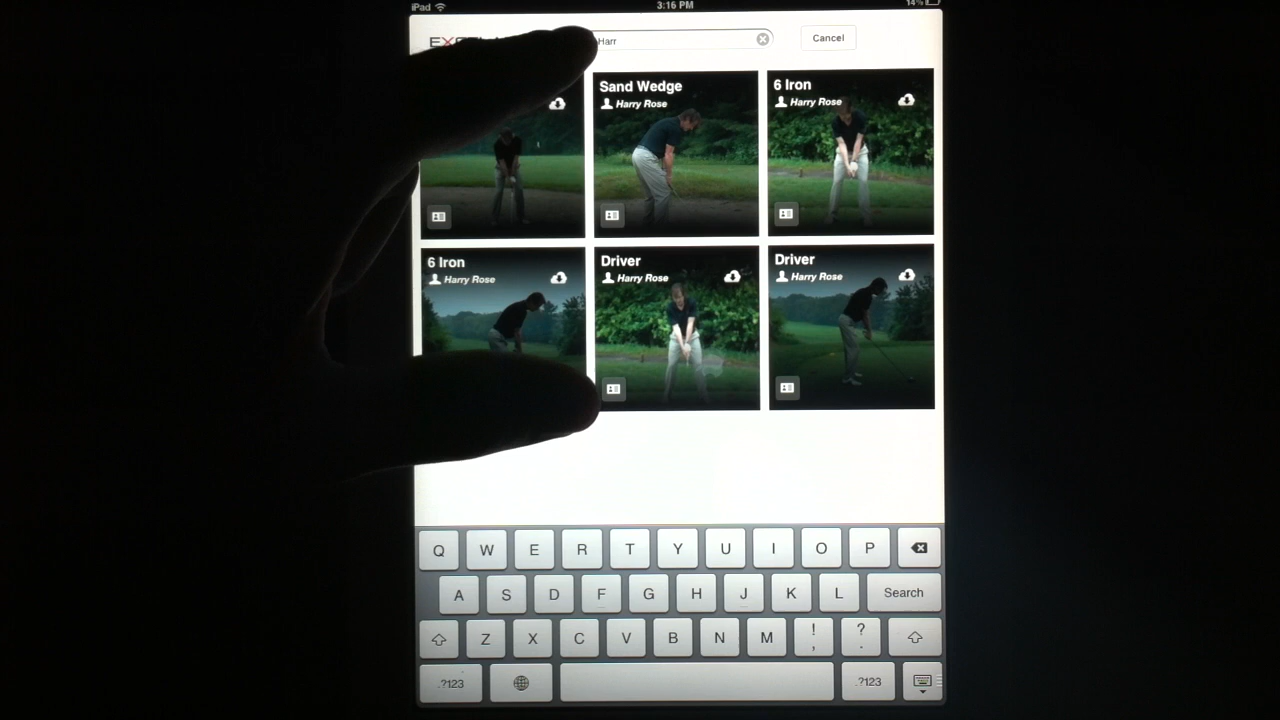 iPad
3:16 PM
14%
Harr
Cancel
Sand Wedge
Harry Rose
6 Iron
Harry Rose
6 Iron
Harry Rose
Driver
Harry Rose
Driver
Harry Rose
Q W E R T Y U I O P
A S D F G H J K L Search
Z X C V B N M ! , ? .
.?123 .?123